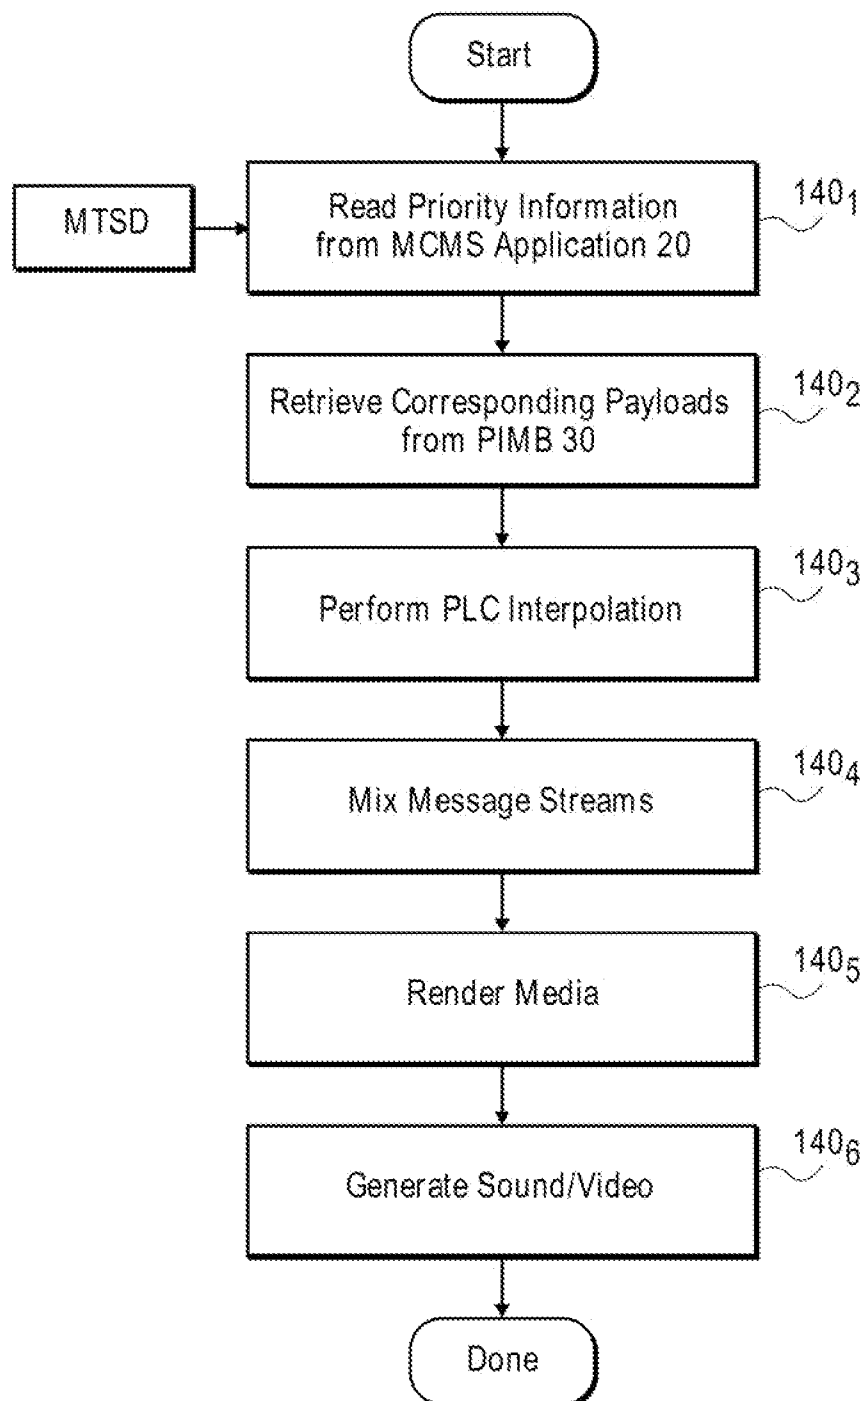 Start
MTSD
Read Priority Information
from MCMS Application 20
140₁
Retrieve Corresponding Payloads
from PIMB 30
140₂
Perform PLC Interpolation
140₃
Mix Message Streams
140₄
Render Media
140₅
Generate Sound/Video
140₆
Done